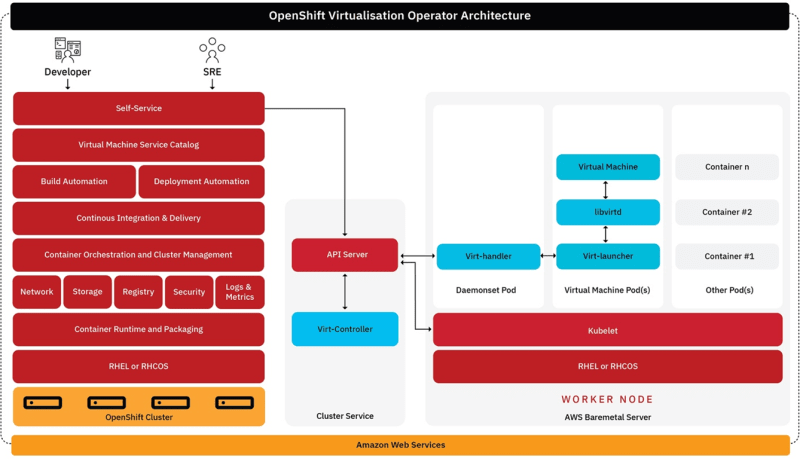 OpenShift Virtualisation Operator Architecture
Developer
SRE
Self-Service
Virtual Machine Service Catalog
Build Automation
Deployment Automation
Continous Integration & Delivery
Container Orchestration and Cluster Management
Network
Storage
Registry
Security
Logs &
Metrics
Container Runtime and Packaging
RHEL or RHCOS
OpenShift Cluster
API Server
Virt-Controller
Cluster Service
Virt-handler
Daemonset Pod
Virtual Machine
libvirtd
Virt-launcher
Virtual Machine Pod(s)
Container n
Container #2
Container #1
Other Pod(s)
Kubelet
RHEL or RHCOS
WORKER NODE
AWS Baremetal Server
Amazon Web Services